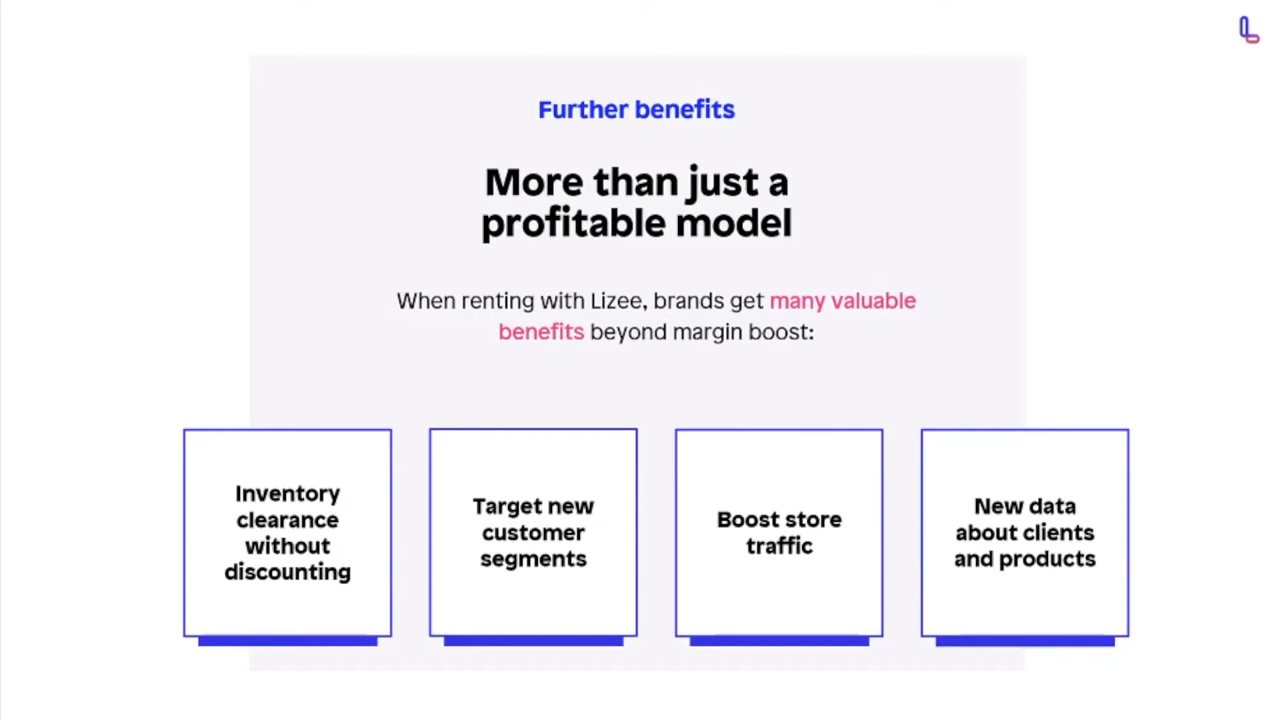 Further benefits
More than just a
profitable model
When renting with Lizee, brands get many valuable
benefits beyond margin boost:
Inventory
clearance
without
discounting
Target new
customer
segments
Boost store
traffic
New data
about clients
and products